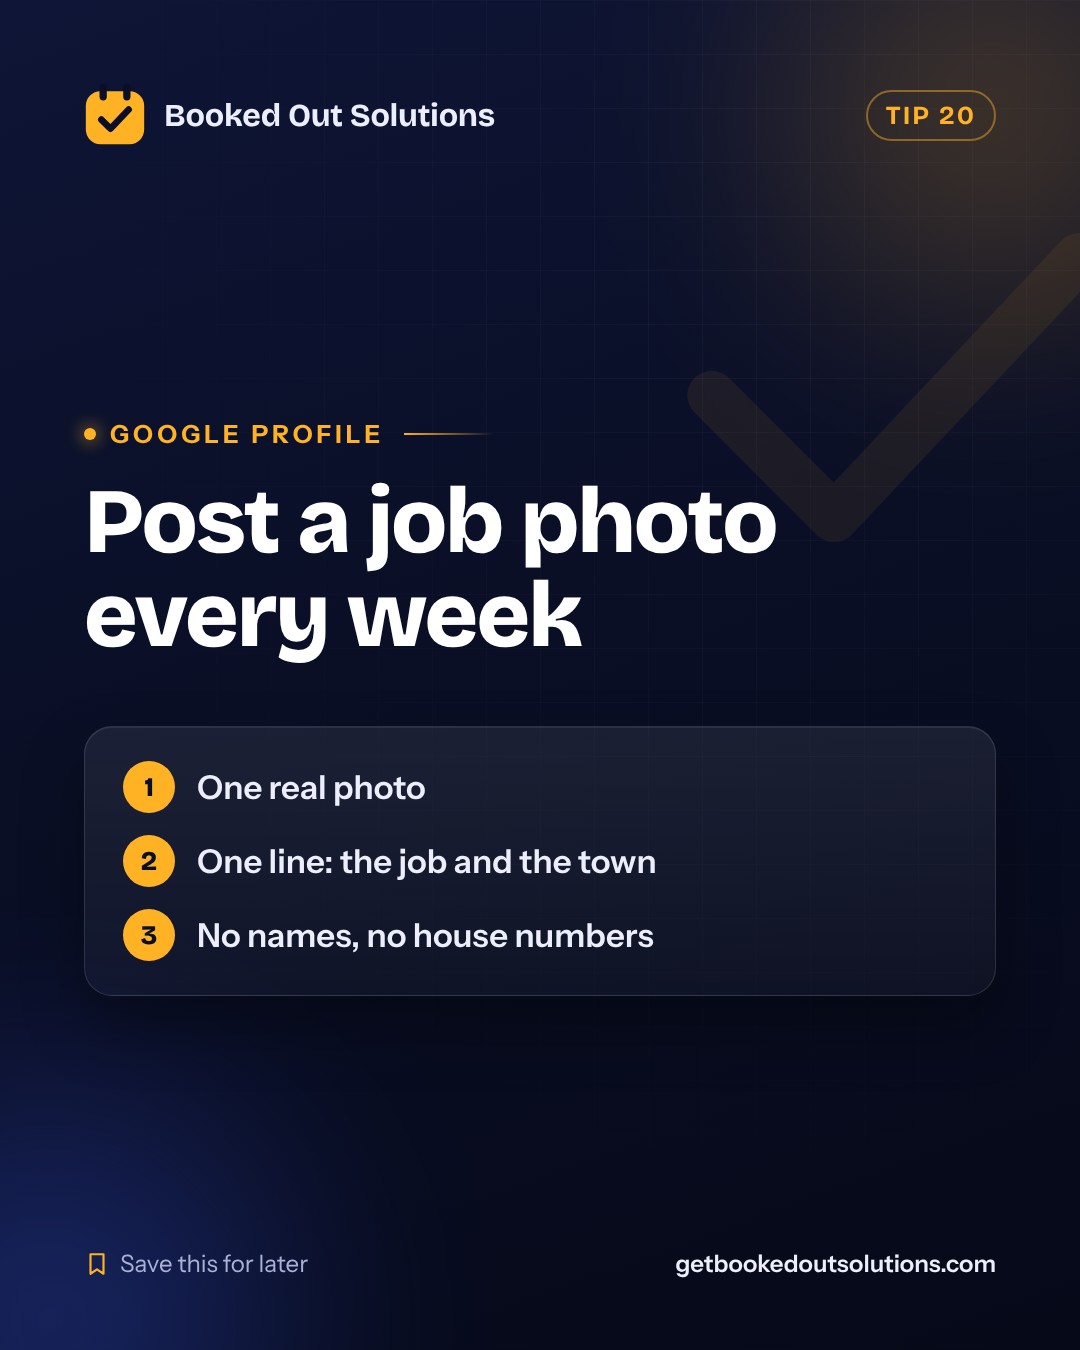 Booked Out Solutions
TIP 20
GOOGLE PROFILE
Post a job photo
every week
1 One real photo
2 One line: the job and the town
3 No names, no house numbers
Save this for later
getbookedoutsolutions.com